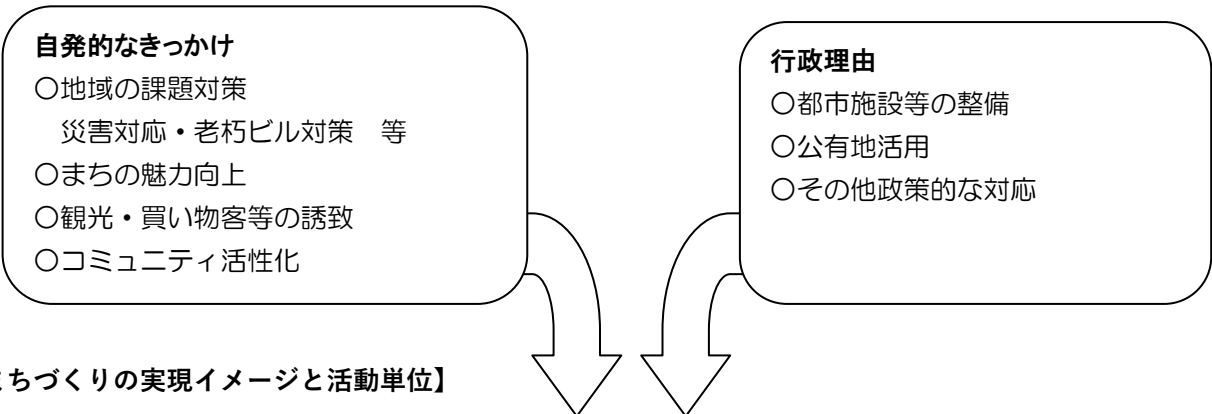 自発的なきっかけ
○地域の課題対策
災害対応・老朽ビル対策　等
○まちの魅力向上
○観光・買い物客等の誘致
○コミュニティ活性化
行政理由
○都市施設等の整備
○公有地活用
○その他政策的な対応
まちづくりの実現イメージと活動単位】